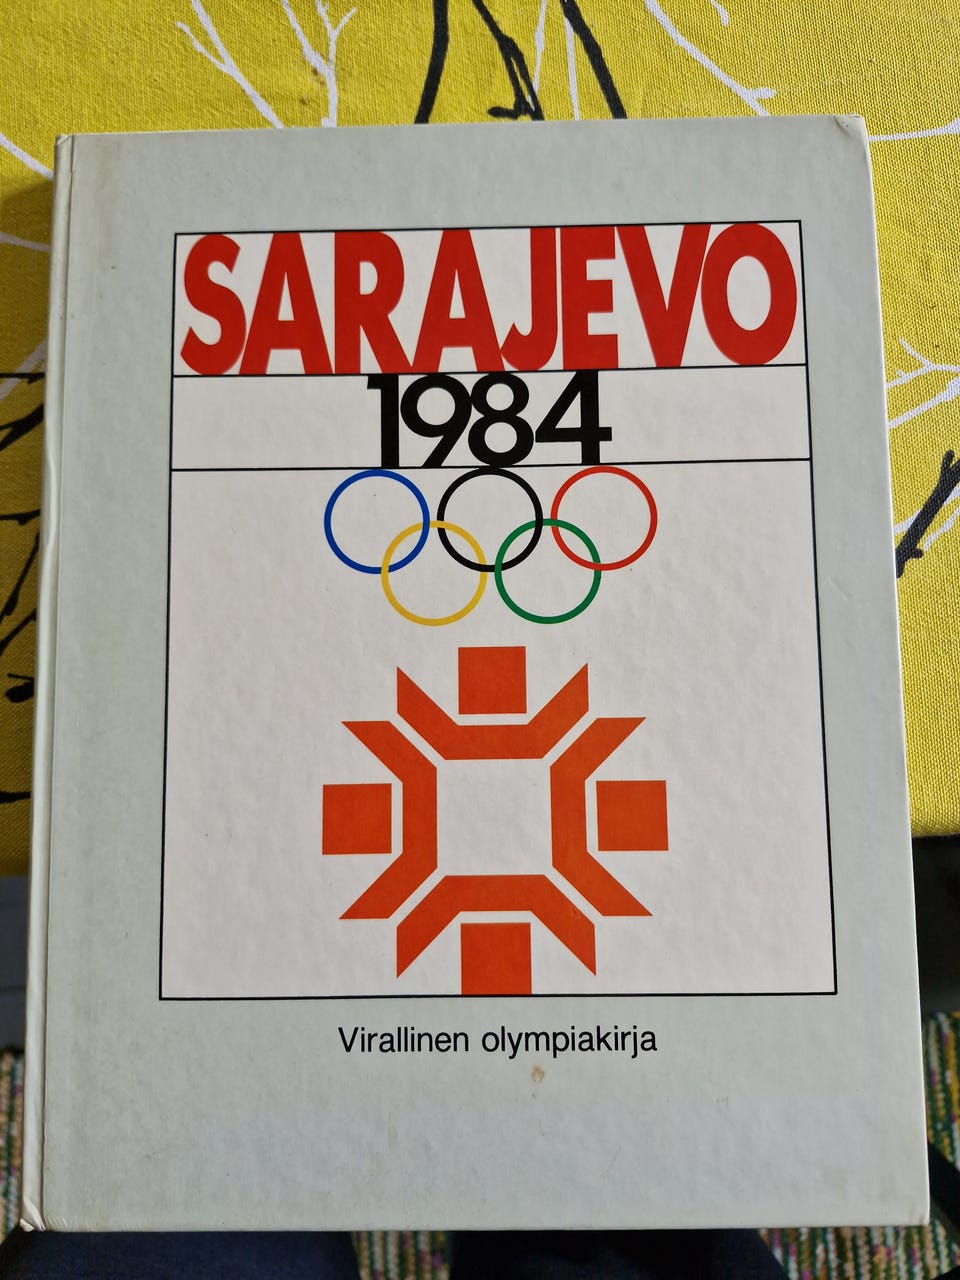 SARAJEVO
1984
Virallinen olympiakirja